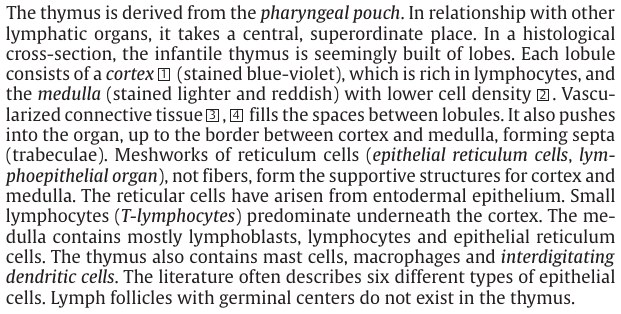 The thymus is derived from the pharyngeal pouch. In relationship with other
lymphatic organs, it takes a central, superordinate place. In a histological
cross-section, the infantile thymus is seemingly built of lobes. Each lobule
consists of a cortex 1 (stained blue-violet), which is rich in lymphocytes, and
the medulla (stained lighter and reddish) with lower cell density 2. Vascu-
larized connective tissue 3, 4 fills the spaces between lobules. It also pushes
into the organ, up to the border between cortex and medulla, forming septa
(trabeculae). Meshworks of reticulum cells (epithelial reticulum cells, lym-
phoepithelial organ), not fibers, form the supportive structures for cortex and
medulla. The reticular cells have arisen from entodermal epithelium. Small
lymphocytes (T-lymphocytes) predominate underneath the cortex. The me-
dulla contains mostly lymphoblasts, lymphocytes and epithelial reticulum
cells. The thymus also contains mast cells, macrophages and interdigitating
dendritic cells. The literature often describes six different types of epithelial
cells. Lymph follicles with germinal centers do not exist in the thymus.